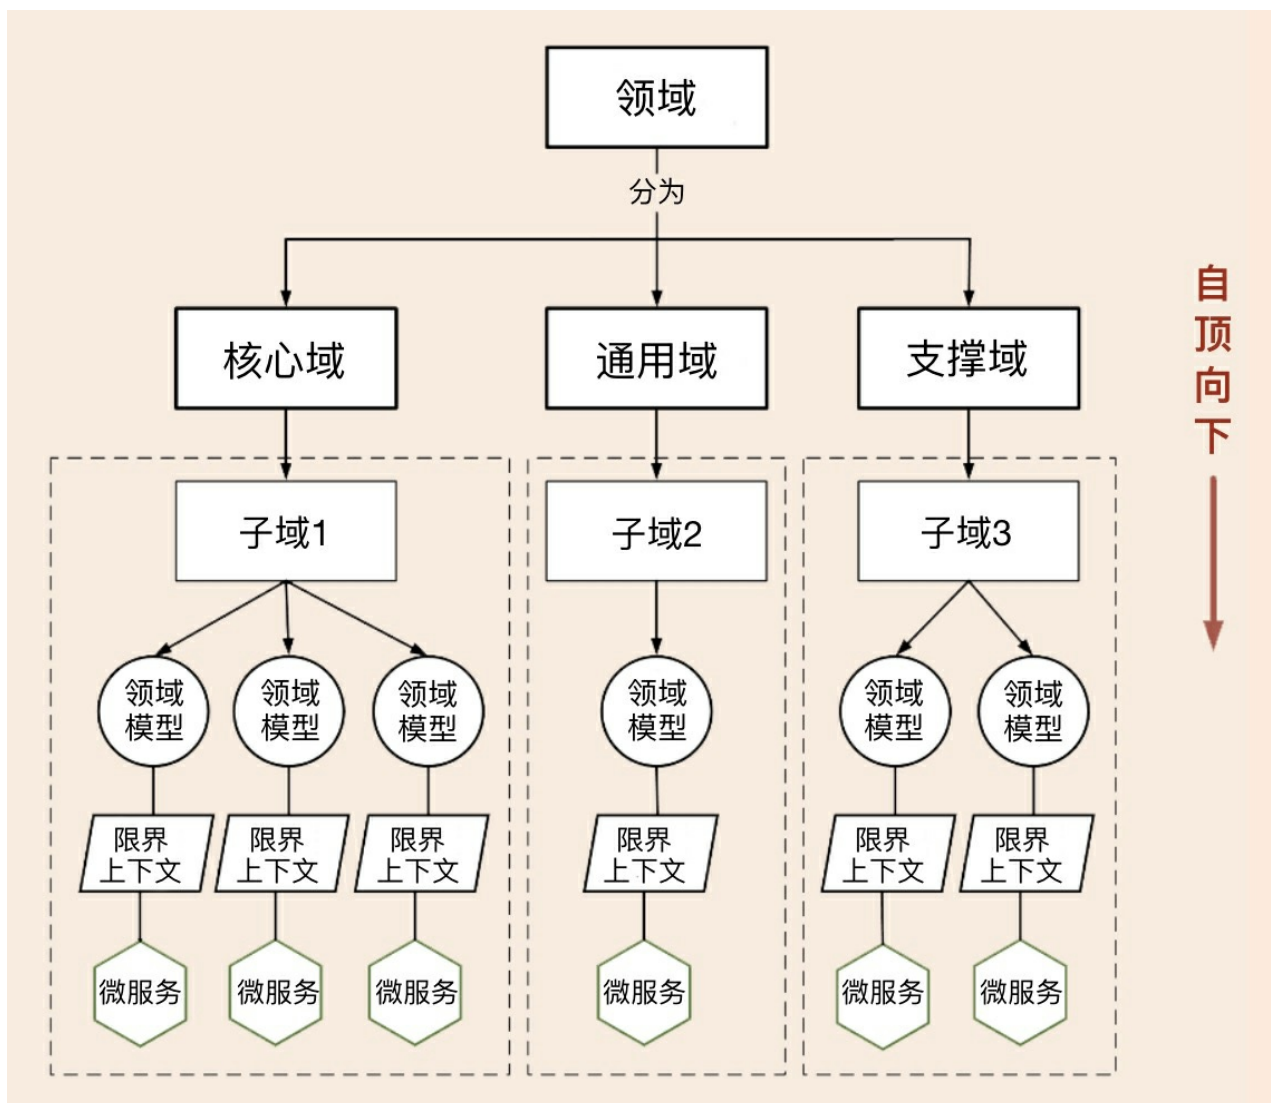 领域
分为
核心域
通用域
支撑域
自
顶
向
下
子域1
子域2
子域3
领域
模型
领域
模型
领域
模型
领域
模型
领域
模型
领域
模型
限界
上下文
限界
上下文
限界
上下文
限界
上下文
限界
上下文
限界
上下文
微服务
微服务
微服务
微服务
微服务
微服务